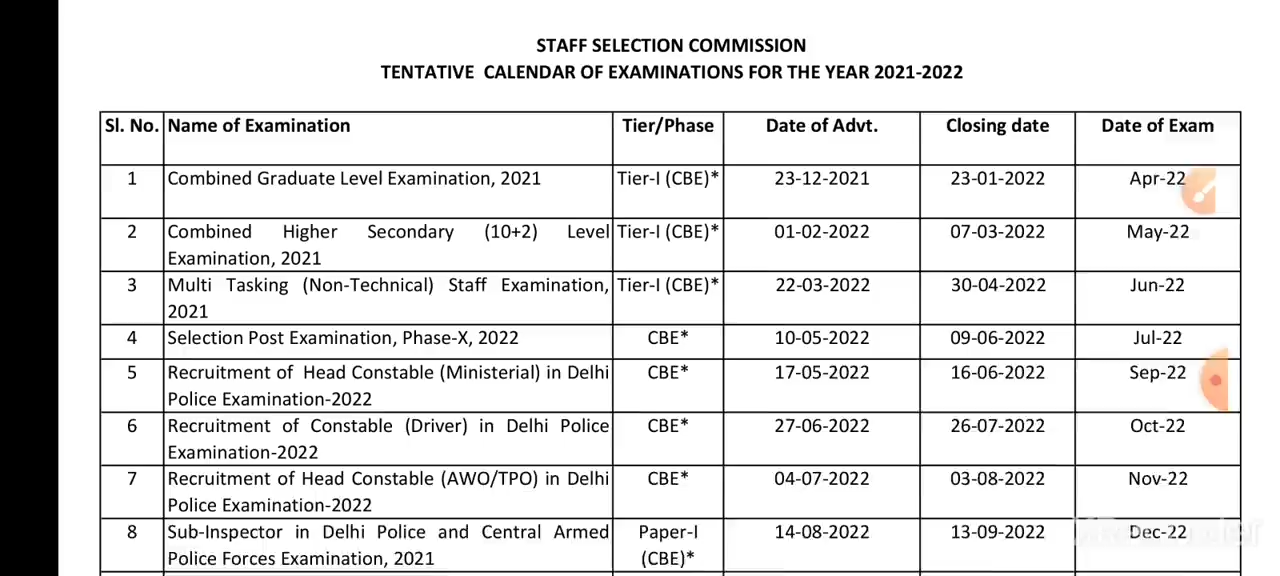 STAFF SELECTION COMMISSION
TENTATIVE CALENDAR OF EXAMINATIONS FOR THE YEAR 2021-2022
Sl. No. Name of Examination Tier/Phase Date of Advt. Closing date Date of Exam
1 Combined Graduate Level Examination, 2021 Tier-I (CBE)* 23-12-2021 23-01-2022 Apr-22
2 Combined Higher Secondary (10+2) Level Tier-I (CBE)* 01-02-2022 07-03-2022 May-22
Examination, 2021
3 Multi Tasking (Non-Technical) Staff Examination, Tier-I (CBE)* 22-03-2022 30-04-2022 Jun-22
2021
4 Selection Post Examination, Phase-X, 2022 CBE* 10-05-2022 09-06-2022 Jul-22
5 Recruitment of Head Constable (Ministerial) in Delhi CBE* 17-05-2022 16-06-2022 Sep-22
Police Examination-2022
6 Recruitment of Constable (Driver) in Delhi Police CBE* 27-06-2022 26-07-2022 Oct-22
Examination-2022
7 Recruitment of Head Constable (AWO/TPO) in Delhi CBE* 04-07-2022 03-08-2022 Nov-22
Police Examination-2022
8 Sub-Inspector in Delhi Police and Central Armed Paper-I 14-08-2022 13-09-2022 Dec-22
Police Forces Examination, 2021 (CBE)*